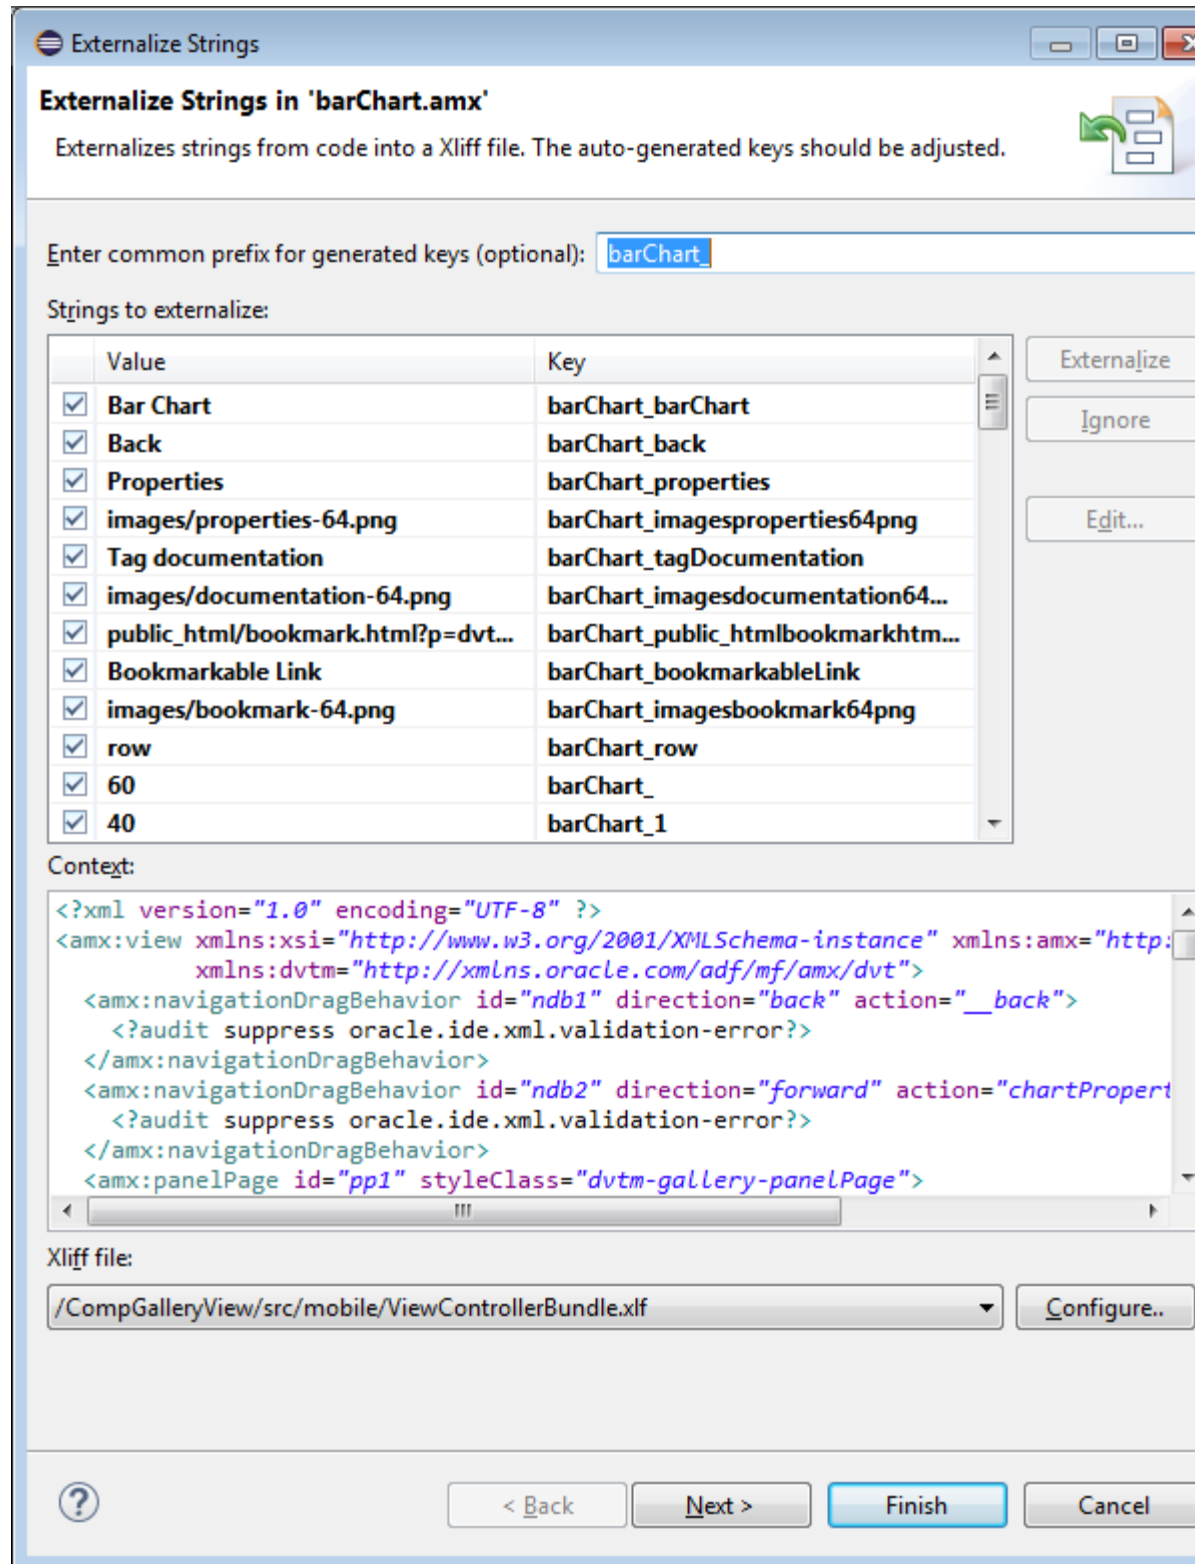 Externalize Strings
Externalize Strings in 'barChart.amx'
Externalizes strings from code into a Xliff file. The auto-generated keys should be adjusted.
Enter common prefix for generated keys (optional): barChart_
Strings to externalize:
Value Key
Externalize
Bar Chart barChart_barChart
Ignore
Back barChart_back
Properties barChart_properties
images/properties-64.png barChart_imagesproperties64png
Edit...
Tag documentation barChart_tagDocumentation
images/documentation-64.png barChart_imagesdocumentation64...
public_html/bookmark.html?p=dvt... barChart_public_htmlbookmarkhtm...
Bookmarkable Link barChart_bookmarkableLink
images/bookmark-64.png barChart_imagesbookmark64png
row barChart_row
60 barChart_
40 barChart_1
Context:
<?xml version="1.0" encoding="UTF-8" ?>
<amx:view xmlns:xsi="http://www.w3.org/2001/XMLSchema-instance" xmlns:amx="http:
xmlns:dvtm="http://xmlns.oracle.com/adf/mf/amx/dvt">
<amx:navigationDragBehavior id="ndb1" direction="back" action="__back">
<?audit suppress oracle.ide.xml.validation-error?>
</amx:navigationDragBehavior>
<amx:navigationDragBehavior id="ndb2" direction="forward" action="chartPropert
<?audit suppress oracle.ide.xml.validation-error?>
</amx:navigationDragBehavior>
<amx:panelPage id="pp1" styleClass="dvtm-gallery-panelPage">
Xliff file:
/CompGalleryView/src/mobile/ViewControllerBundle.xlf Configure..
? < Back Next > Finish Cancel